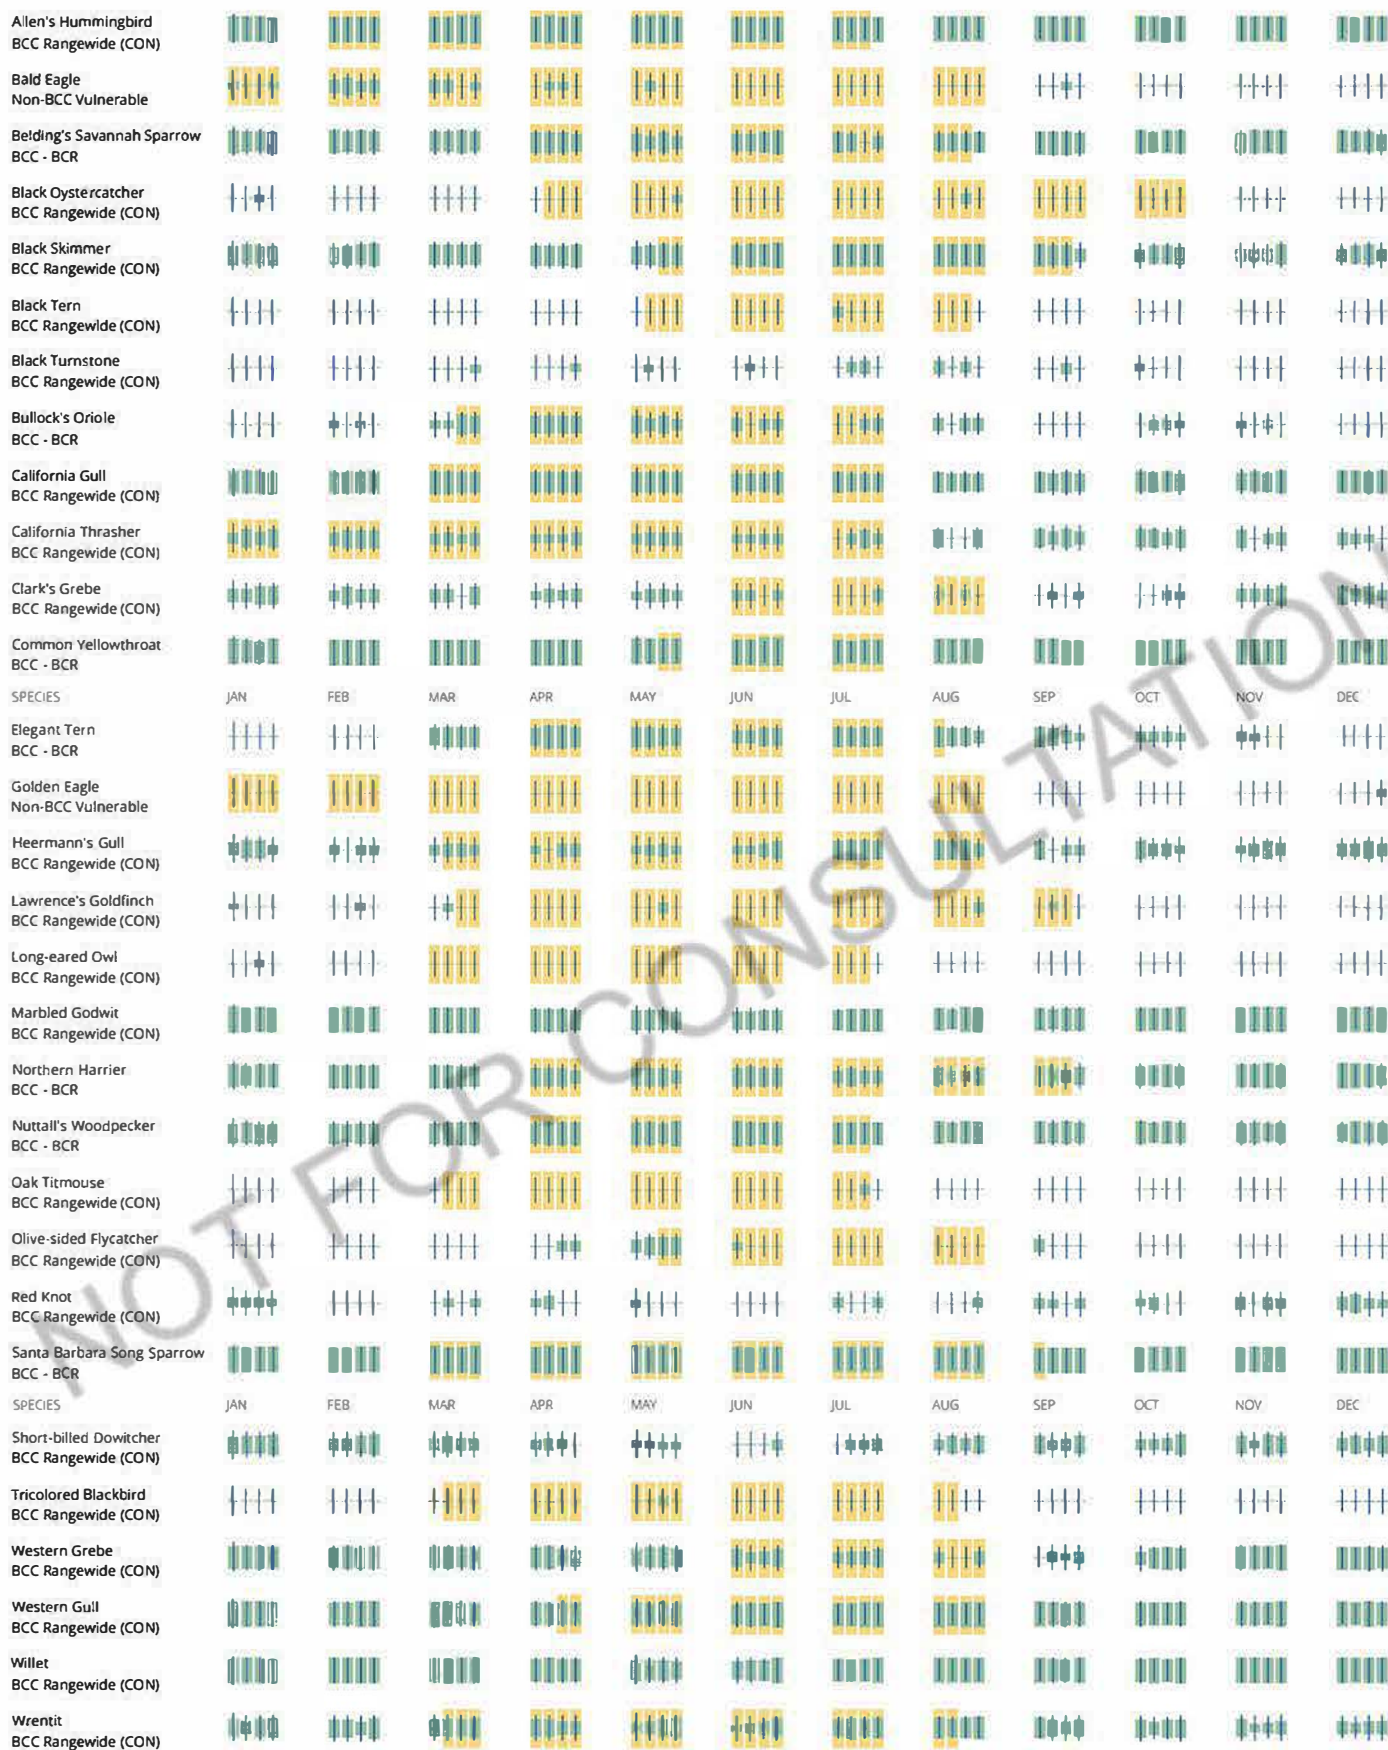 Allen's Hummingbird
BCC Rangewide (CON)
Bald Eagle
Non-BCC Vulnerable
Belding's Savannah Sparrow
BCC - BCR
Black Oystercatcher
BCC Rangewide (CON)
Black Skimmer
BCC Rangewide (CON)
Black Tern
BCC Rangewide (CON)
Black Turnstone
BCC Rangewide (CON)
Bullock's Oriole
BCC - BCR
California Gull
BCC Rangewide (CON)
California Thrasher
BCC Rangewide (CON)
Clark's Grebe
BCC Rangewide (CON)
Common Yellowthroat
BCC - BCR
SPECIES JAN FEB MAR APR MAY JUN JUL AUG SEP OCT NOV DEC
Elegant Tern
BCC - BCR
Golden Eagle
Non-BCC Vulnerable
Heermann's Gull
BCC Rangewide (CON)
Lawrence's Goldfinch
BCC Rangewide (CON)
Long-eared Owl
BCC Rangewide (CON)
Marbled Godwit
BCC Rangewide (CON)
Northern Harrier
BCC - BCR
Nuttall's Woodpecker
BCC - BCR
Oak Titmouse
BCC Rangewide (CON)
Olive-sided Flycatcher
BCC Rangewide (CON)
Red Knot
BCC Rangewide (CON)
Santa Barbara Song Sparrow
BCC - BCR
SPECIES JAN FEB MAR APR MAY JUN JUL AUG SEP OCT NOV DEC
Short-billed Dowitcher
BCC Rangewide (CON)
Tricolored Blackbird
BCC Rangewide (CON)
Western Grebe
BCC Rangewide (CON)
Western Gull
BCC Rangewide (CON)
Willet
BCC Rangewide (CON)
Wrentit
BCC Rangewide (CON)
NOT FOR CONSULTATION